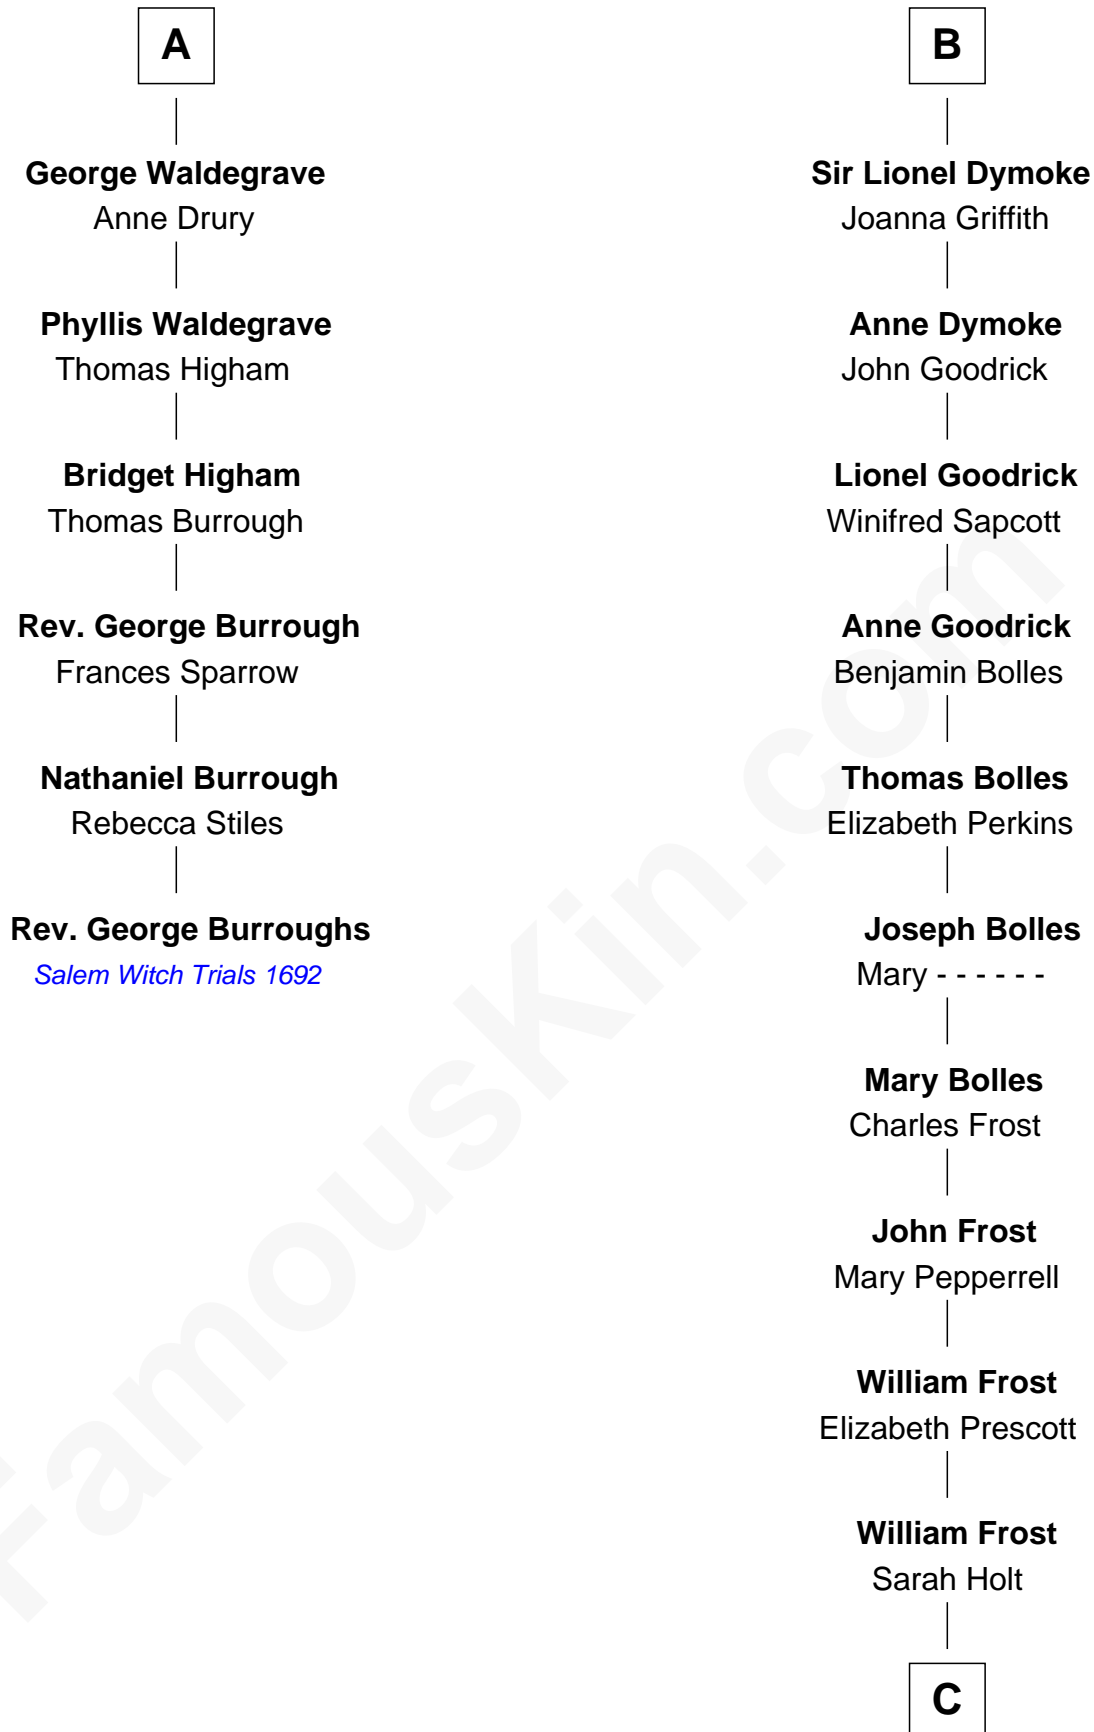 A
George Waldegrave
Anne Drury
Phyllis Waldegrave
Thomas Higham
Bridget Higham
Thomas Burrough
Rev. George Burrough
Frances Sparrow
Nathaniel Burrough
Rebecca Stiles
Rev. George Burroughs
Salem Witch Trials 1692
B
Sir Lionel Dymoke
Joanna Griffith
Anne Dymoke
John Goodrick
Lionel Goodrick
Winifred Sapcott
Anne Goodrick
Benjamin Bolles
Thomas Bolles
Elizabeth Perkins
Joseph Bolles
Mary - - - - - -
Mary Bolles
Charles Frost
John Frost
Mary Pepperrell
William Frost
Elizabeth Prescott
William Frost
Sarah Holt
C
FamousKin.com